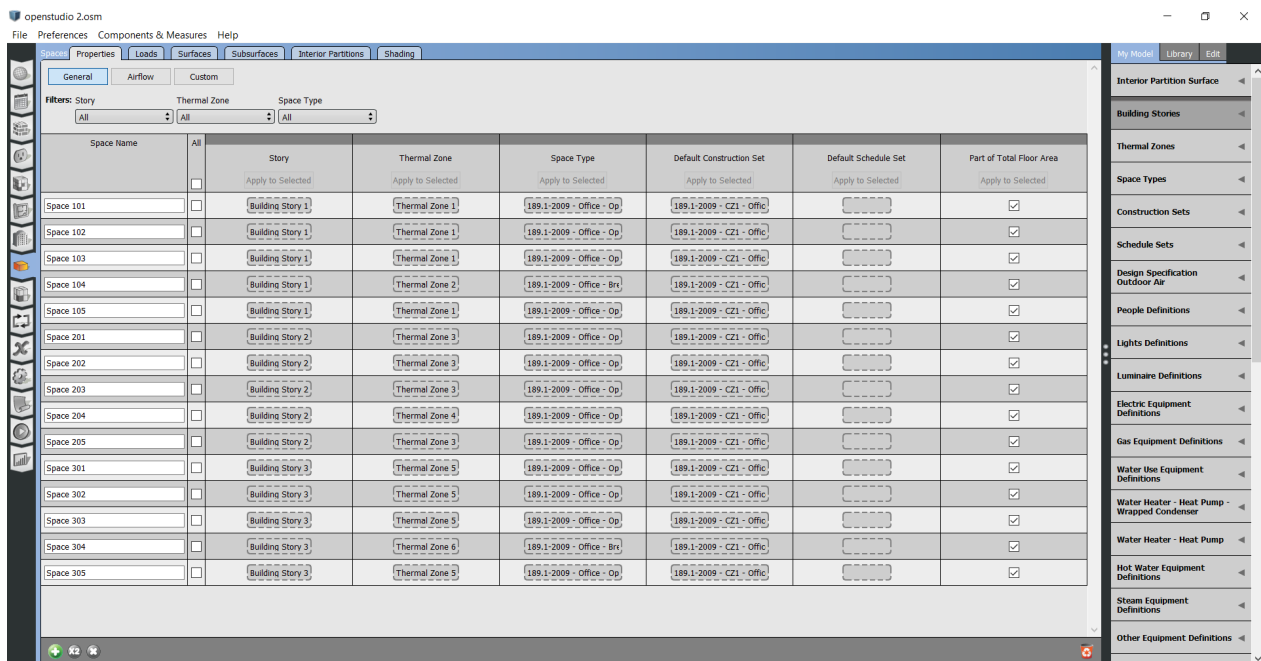 openstudio 2.osm
File Preferences Components & Measures Help
Spaces Properties Loads Surfaces Subsurfaces Interior Partitions Shading
General Airflow Custom
Filters: Story Thermal Zone Space Type
All All All
Space Name All Story Thermal Zone Space Type Default Construction Set Default Schedule Set Part of Total Floor Area
Apply to Selected Apply to Selected Apply to Selected Apply to Selected Apply to Selected Apply to Selected
Space 101 Building Story 1 Thermal Zone 1 189.1-2009 - Office - Op 189.1-2009 - CZ1 - Offic
Space 102 Building Story 1 Thermal Zone 1 189.1-2009 - Office - Op 189.1-2009 - CZ1 - Offic
Space 103 Building Story 1 Thermal Zone 1 189.1-2009 - Office - Op 189.1-2009 - CZ1 - Offic
Space 104 Building Story 1 Thermal Zone 2 189.1-2009 - Office - Bre 189.1-2009 - CZ1 - Offic
Space 105 Building Story 1 Thermal Zone 1 189.1-2009 - Office - Op 189.1-2009 - CZ1 - Offic
Space 201 Building Story 2 Thermal Zone 3 189.1-2009 - Office - Op 189.1-2009 - CZ1 - Offic
Space 202 Building Story 2 Thermal Zone 3 189.1-2009 - Office - Op 189.1-2009 - CZ1 - Offic
Space 203 Building Story 2 Thermal Zone 3 189.1-2009 - Office - Op 189.1-2009 - CZ1 - Offic
Space 204 Building Story 2 Thermal Zone 4 189.1-2009 - Office - Op 189.1-2009 - CZ1 - Offic
Space 205 Building Story 2 Thermal Zone 3 189.1-2009 - Office - Op 189.1-2009 - CZ1 - Offic
Space 301 Building Story 3 Thermal Zone 5 189.1-2009 - Office - Op 189.1-2009 - CZ1 - Offic
Space 302 Building Story 3 Thermal Zone 5 189.1-2009 - Office - Op 189.1-2009 - CZ1 - Offic
Space 303 Building Story 3 Thermal Zone 5 189.1-2009 - Office - Op 189.1-2009 - CZ1 - Offic
Space 304 Building Story 3 Thermal Zone 6 189.1-2009 - Office - Bre 189.1-2009 - CZ1 - Offic
Space 305 Building Story 3 Thermal Zone 5 189.1-2009 - Office - Op 189.1-2009 - CZ1 - Offic
x2
My Model Library Edit
Interior Partition Surface
Building Stories
Thermal Zones
Space Types
Construction Sets
Schedule Sets
Design Specification
Outdoor Air
People Definitions
Lights Definitions
Luminaire Definitions
Electric Equipment
Definitions
Gas Equipment Definitions
Water Use Equipment
Definitions
Water Heater - Heat Pump -
Wrapped Condenser
Water Heater - Heat Pump
Hot Water Equipment
Definitions
Steam Equipment
Definitions
Other Equipment Definitions